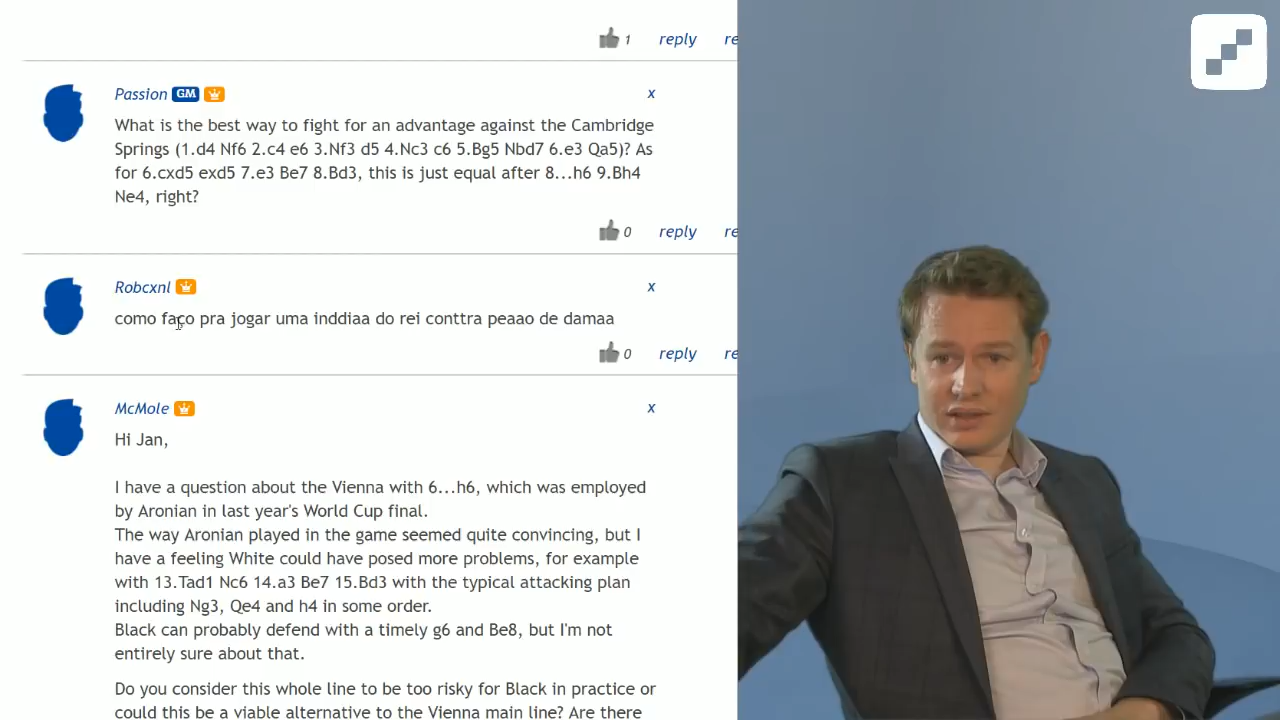 1 reply re
Passion GM x
What is the best way to fight for an advantage against the Cambridge
Springs (1.d4 Nf6 2.c4 e6 3.Nf3 d5 4.Nc3 c6 5.Bg5 Nbd7 6.e3 Qa5)? As
for 6.cxd5 exd5 7.e3 Be7 8.Bd3, this is just equal after 8...h6 9.Bh4
Ne4, right?
0 reply re
Robcxnl x
como faco pra jogar uma inddiaa do rei conttra peaao de damaa
0 reply re
McMole x
Hi Jan,
I have a question about the Vienna with 6...h6, which was employed
by Aronian in last year's World Cup final.
The way Aronian played in the game seemed quite convincing, but I
have a feeling White could have posed more problems, for example
with 13.Tad1 Nc6 14.a3 Be7 15.Bd3 with the typical attacking plan
including Ng3, Qe4 and h4 in some order.
Black can probably defend with a timely g6 and Be8, but I'm not
entirely sure about that.
Do you consider this whole line to be too risky for Black in practice or
could this be a viable alternative to the Vienna main line? Are there